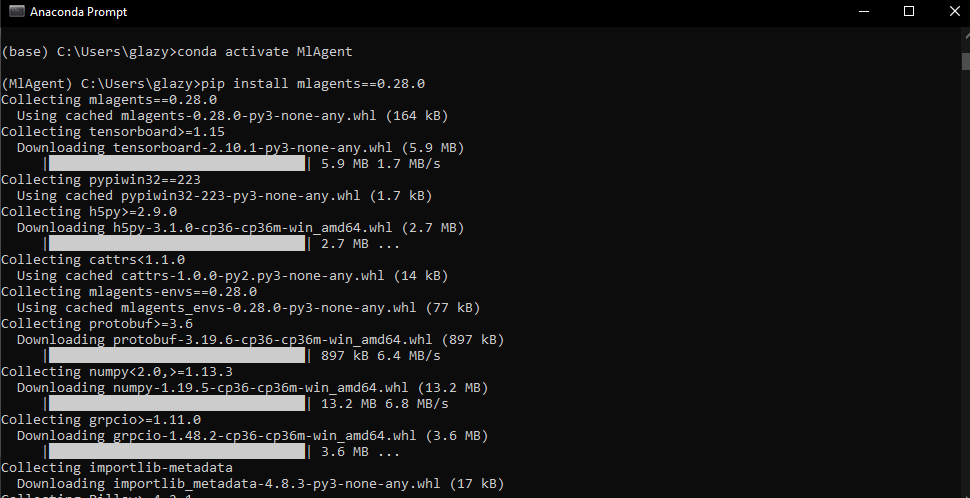 Anaconda Prompt
(base) C:\Users\glazy>conda activate MlAgent
(MlAgent) C:\Users\glazy>pip install mlagents==0.28.0
Collecting mlagents==0.28.0
  Using cached mlagents-0.28.0-py3-none-any.whl (164 kB)
Collecting tensorboard>=1.15
  Downloading tensorboard-2.10.1-py3-none-any.whl (5.9 MB)
     |████████████████████████████████| 5.9 MB 1.7 MB/s
Collecting pypiwin32==223
  Using cached pypiwin32-223-py3-none-any.whl (1.7 kB)
Collecting h5py>=2.9.0
  Downloading h5py-3.1.0-cp36-cp36m-win_amd64.whl (2.7 MB)
     |████████████████████████████████| 2.7 MB ...
Collecting cattrs<1.1.0
  Using cached cattrs-1.0.0-py2.py3-none-any.whl (14 kB)
Collecting mlagents-envs==0.28.0
  Using cached mlagents_envs-0.28.0-py3-none-any.whl (77 kB)
Collecting protobuf>=3.6
  Downloading protobuf-3.19.6-cp36-cp36m-win_amd64.whl (897 kB)
     |████████████████████████████████| 897 kB 6.4 MB/s
Collecting numpy<2.0,>=1.13.3
  Downloading numpy-1.19.5-cp36-cp36m-win_amd64.whl (13.2 MB)
     |████████████████████████████████| 13.2 MB 6.8 MB/s
Collecting grpcio>=1.11.0
  Downloading grpcio-1.48.2-cp36-cp36m-win_amd64.whl (3.6 MB)
     |████████████████████████████████| 3.6 MB ...
Collecting importlib-metadata
  Downloading importlib_metadata-4.8.3-py3-none-any.whl (17 kB)